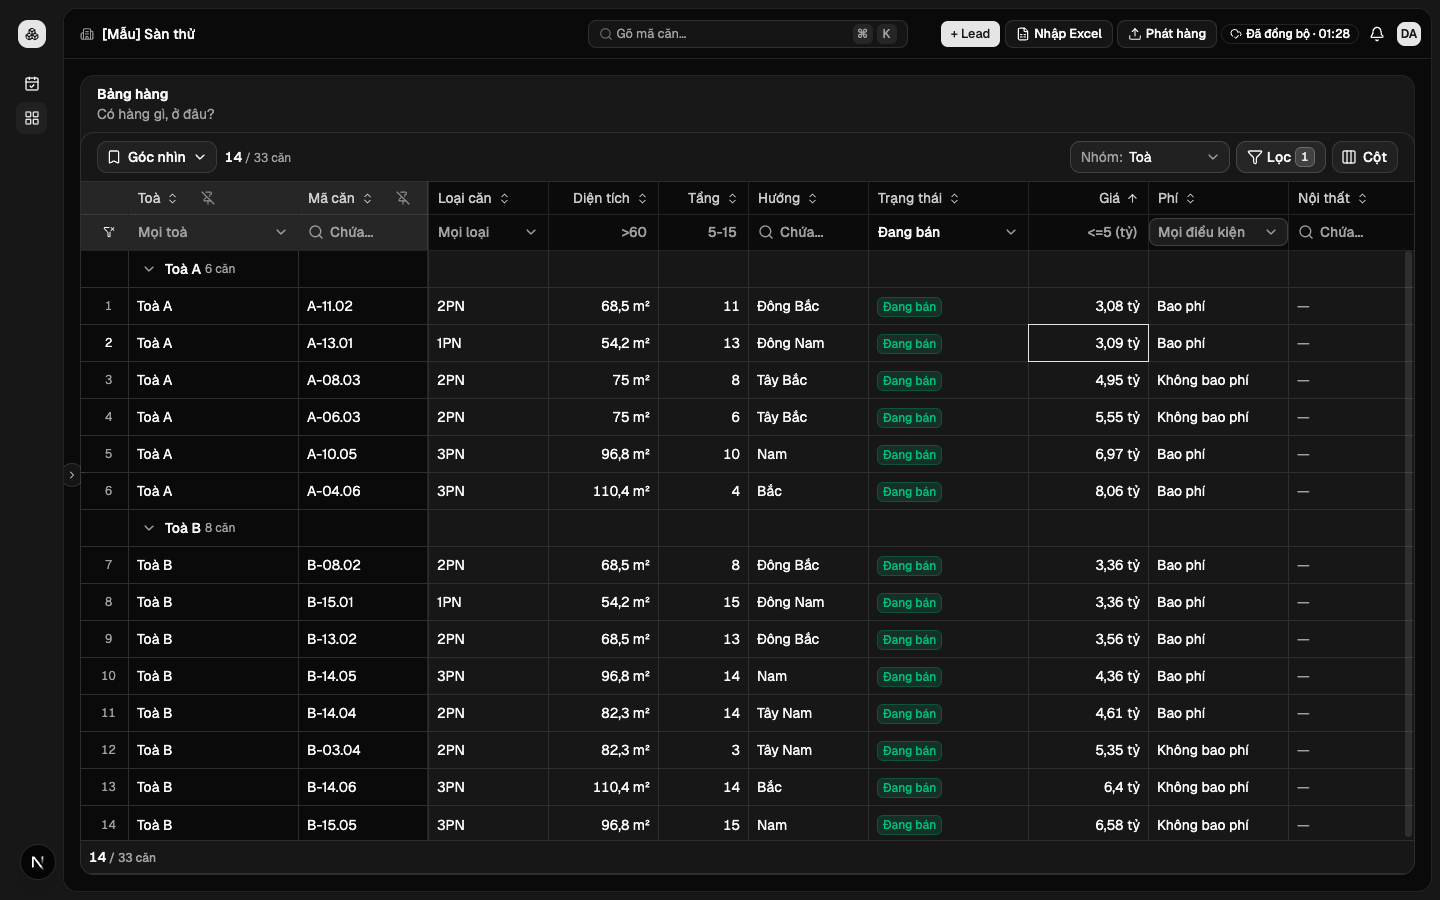 [Mẫu] Sàn thử
Gõ mã căn...
⌘ K
+ Lead
Nhập Excel
Phát hàng
Đã đồng bộ · 01:28
DA
Bảng hàng
Có hàng gì, ở đâu?
Góc nhìn
14 / 33 căn
Nhóm: Toà
Lọc 1
Cột
Toà Mã căn Loại căn Diện tích Tầng Hướng Trạng thái Giá Phí Nội thất
Mọi toà Chứa... Mọi loại >60 5-15 Chứa... Đang bán <=5 (tỷ) Mọi điều kiện Chứa...
Toà A 6 căn
1 Toà A A-11.02 2PN 68,5 m² 11 Đông Bắc Đang bán 3,08 tỷ Bao phí —
2 Toà A A-13.01 1PN 54,2 m² 13 Đông Nam Đang bán 3,09 tỷ Bao phí —
3 Toà A A-08.03 2PN 75 m² 8 Tây Bắc Đang bán 4,95 tỷ Không bao phí —
4 Toà A A-06.03 2PN 75 m² 6 Tây Bắc Đang bán 5,55 tỷ Không bao phí —
5 Toà A A-10.05 3PN 96,8 m² 10 Nam Đang bán 6,97 tỷ Bao phí —
6 Toà A A-04.06 3PN 110,4 m² 4 Bắc Đang bán 8,06 tỷ Bao phí —
Toà B 8 căn
7 Toà B B-08.02 2PN 68,5 m² 8 Đông Bắc Đang bán 3,36 tỷ Bao phí —
8 Toà B B-15.01 1PN 54,2 m² 15 Đông Nam Đang bán 3,36 tỷ Bao phí —
9 Toà B B-13.02 2PN 68,5 m² 13 Đông Bắc Đang bán 3,56 tỷ Bao phí —
10 Toà B B-14.05 3PN 96,8 m² 14 Nam Đang bán 4,36 tỷ Bao phí —
11 Toà B B-14.04 2PN 82,3 m² 14 Tây Nam Đang bán 4,61 tỷ Bao phí —
12 Toà B B-03.04 2PN 82,3 m² 3 Tây Nam Đang bán 5,35 tỷ Không bao phí —
13 Toà B B-14.06 3PN 110,4 m² 14 Bắc Đang bán 6,4 tỷ Không bao phí —
14 Toà B B-15.05 3PN 96,8 m² 15 Nam Đang bán 6,58 tỷ Không bao phí —
14 / 33 căn
N